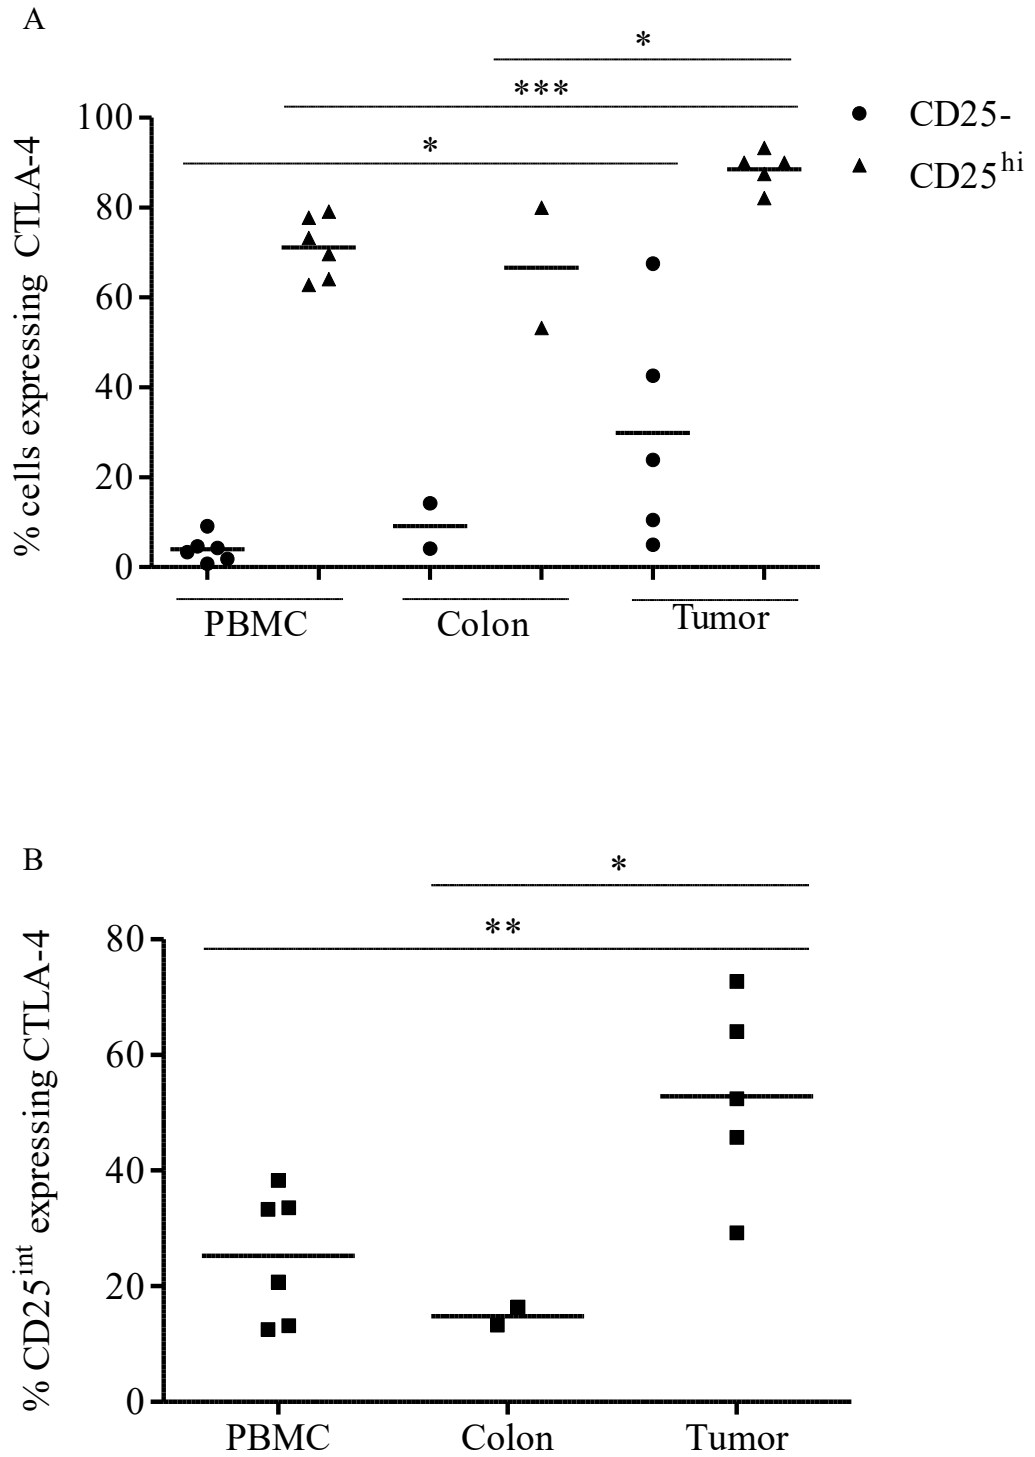 A
*
***
*
100
80
60
40
20
0
% cells expressing CTLA-4
CD25-
CD25hi
PBMC
Colon
Tumor
B
*
**
80
60
40
20
0
% CD25int expressing CTLA-4
PBMC
Colon
Tumor